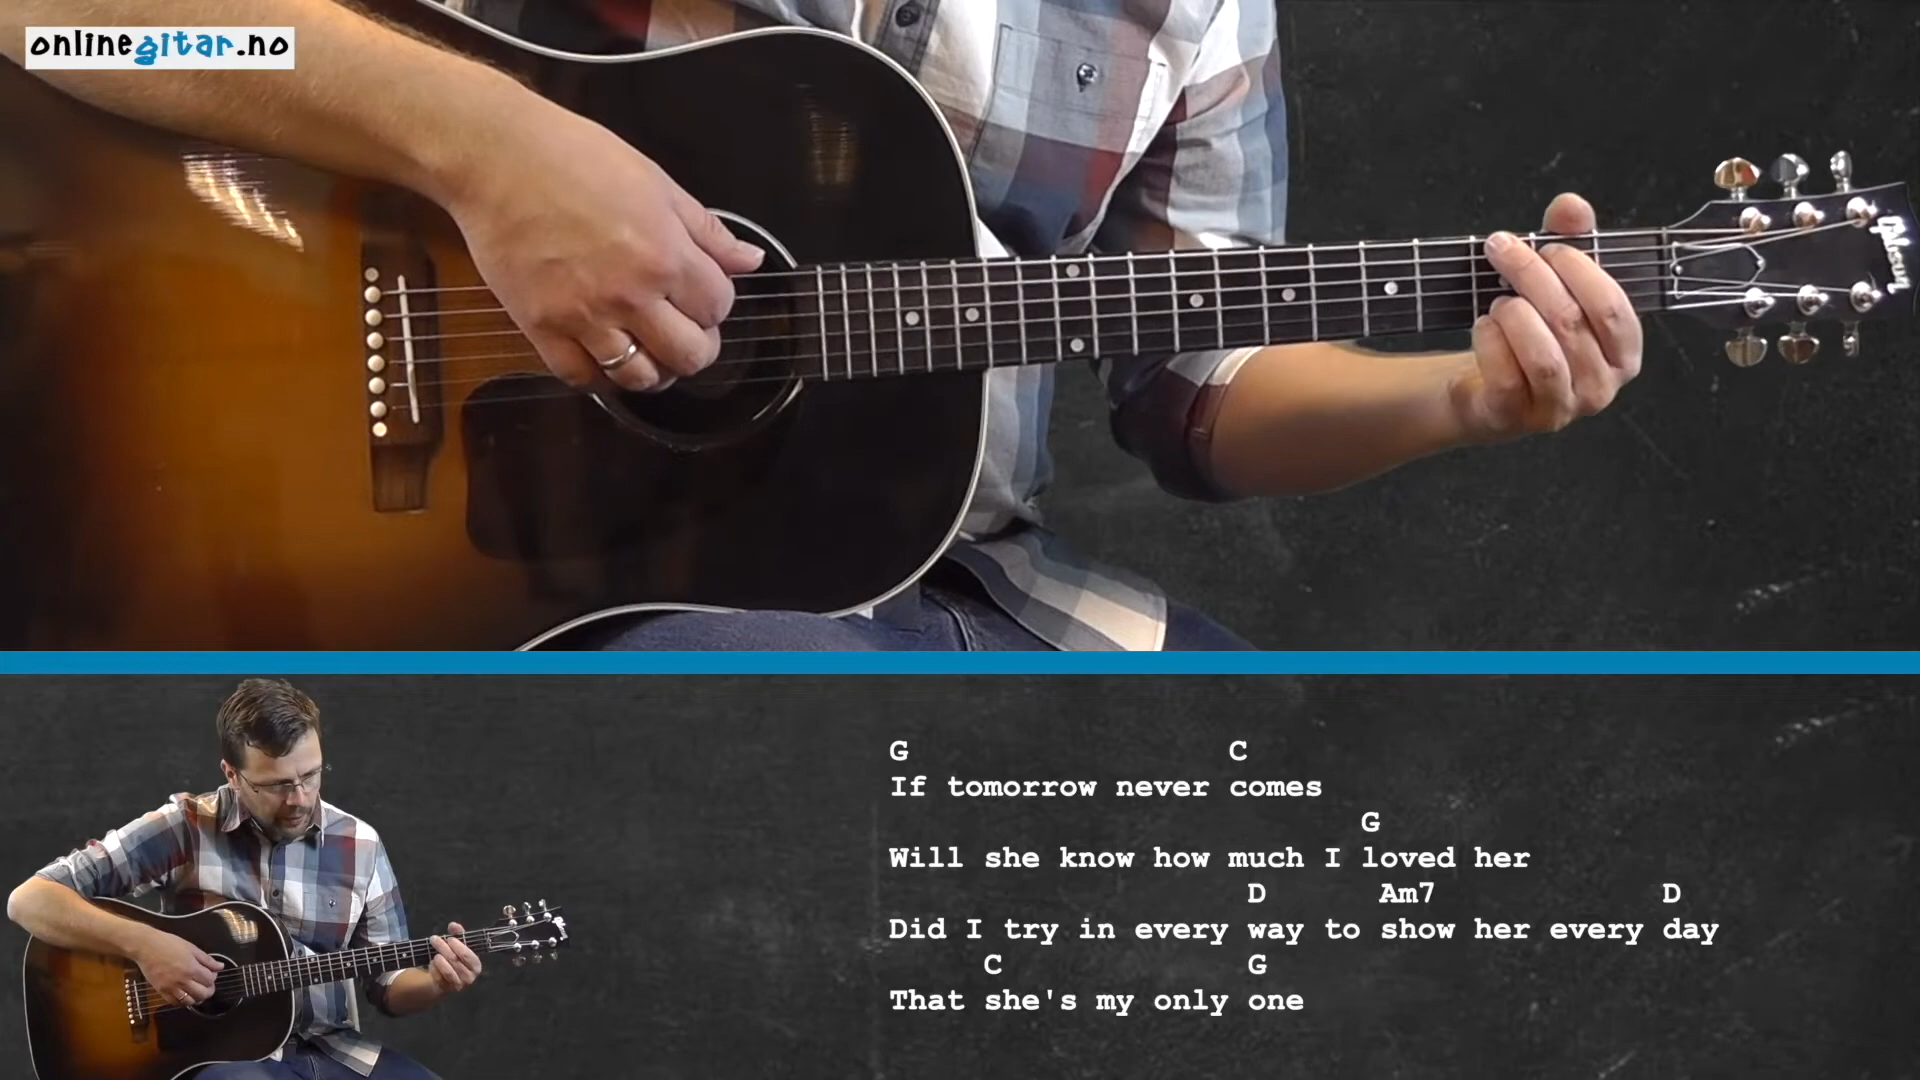 onlinegitar.no
Gibson
G C
If tomorrow never comes
G
Will she know how much I loved her
D Am7 D
Did I try in every way to show her every day
C G
That she's my only one